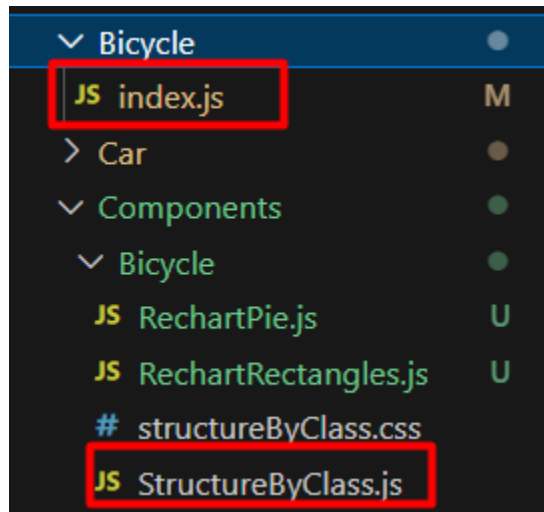 Bicycle
JS index.js M
Car
Components
Bicycle
JS RechartPie.js U
JS RechartRectangles.js U
# structureByClass.css
JS StructureByClass.js